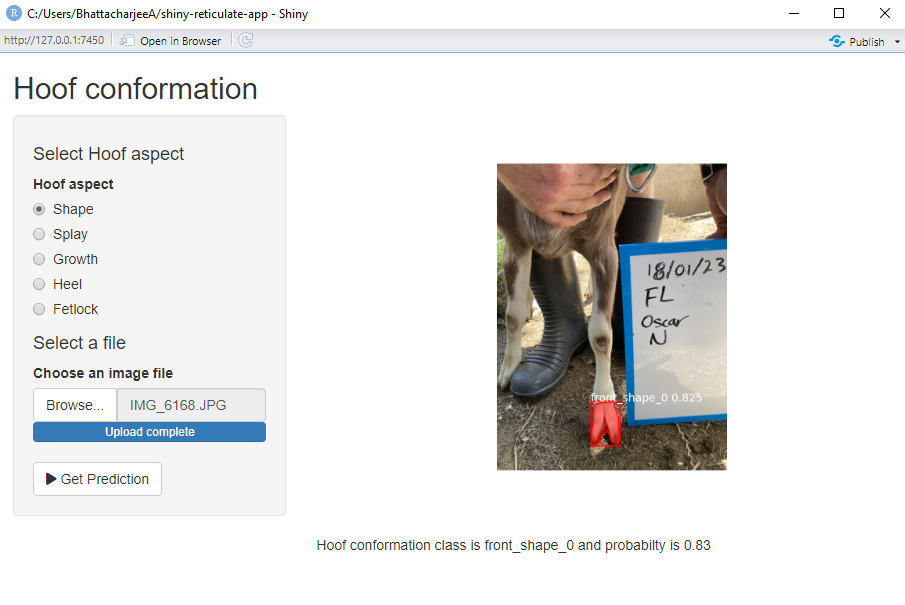 C:/Users/BhattacharjeeA/shiny-reticulate-app - Shiny
http://127.0.0.1:7450 Open in Browser Publish
Hoof conformation
Select Hoof aspect
Hoof aspect
Shape
Splay
Growth
Heel
Fetlock
Select a file
Choose an image file
Browse... IMG_6168.JPG
Upload complete
Get Prediction
18/01/23
FL
Oscar
N
front_shape_0 0.825
Hoof conformation class is front_shape_0 and probabilty is 0.83